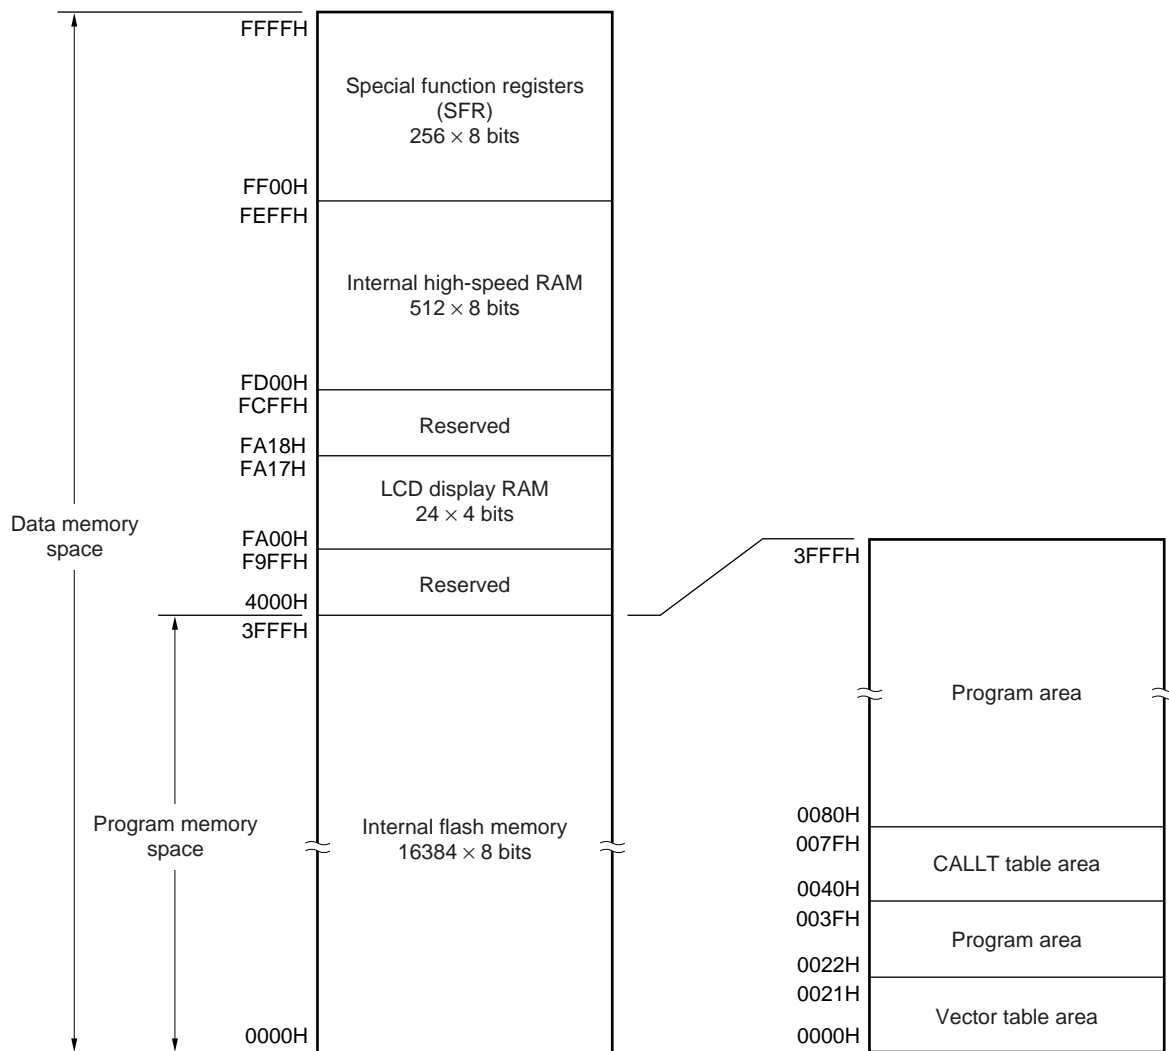 FFFFH
Special function registers
(SFR)
256 × 8 bits
FF00H
FEFFH
Internal high-speed RAM
512 × 8 bits
FD00H
FCFFH
Reserved
FA18H
FA17H
LCD display RAM
24 × 4 bits
Data memory
space
FA00H
F9FFH
Reserved
4000H
3FFFH
Program memory
space
Internal flash memory
16384 × 8 bits
0000H
3FFFH
Program area
0080H
007FH
CALLT table area
0040H
003FH
Program area
0022H
0021H
Vector table area
0000H